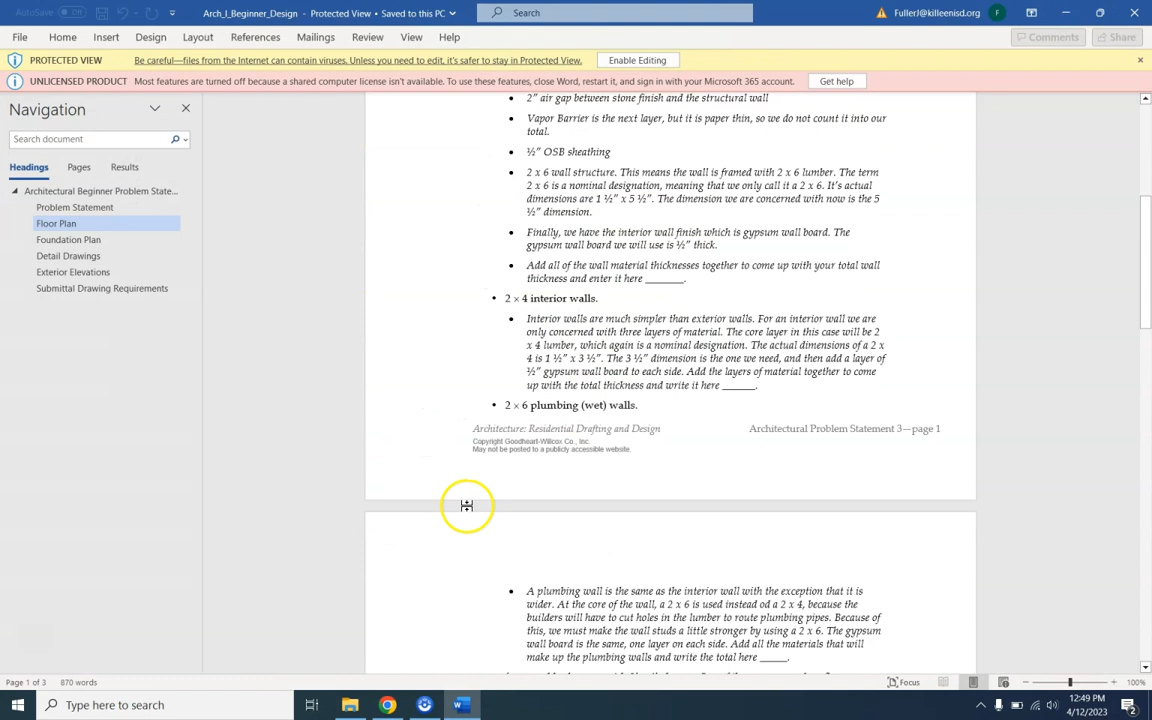 AutoSave Off
Arch_I_Beginner_Design - Protected View • Saved to this PC
Search
FullerJ@killeenisd.org
F
File Home Insert Design Layout References Mailings Review View Help
Comments
Share
PROTECTED VIEW Be careful—files from the Internet can contain viruses. Unless you need to edit, it's safer to stay in Protected View.
Enable Editing
UNLICENSED PRODUCT Most features are turned off because a shared computer license isn't available. To use these features, close Word, restart it, and sign in with your Microsoft 365 account.
Get help
Navigation
Search document
Headings Pages Results
Architectural Beginner Problem State...
Problem Statement
Floor Plan
Foundation Plan
Detail Drawings
Exterior Elevations
Submittal Drawing Requirements
• 2" air gap between stone finish and the structural wall
• Vapor Barrier is the next layer, but it is paper thin, so we do not count it into our
total.
• ½" OSB sheathing
• 2 x 6 wall structure. This means the wall is framed with 2 x 6 lumber. The term
2 x 6 is a nominal designation, meaning that we only call it a 2 x 6. It's actual
dimensions are 1 ½" x 5 ½". The dimension we are concerned with now is the 5
½" dimension.
• Finally, we have the interior wall finish which is gypsum wall board. The
gypsum wall board we will use is ½" thick.
• Add all of the wall material thicknesses together to come up with your total wall
thickness and enter it here _______.
• 2 × 4 interior walls.
• Interior walls are much simpler than exterior walls. For an interior wall we are
only concerned with three layers of material. The core layer in this case will be 2
x 4 lumber, which again is a nominal designation. The actual dimensions of a 2 x
4 is 1 ½" x 3 ½". The 3 ½" dimension is the one we need, and then add a layer of
½" gypsum wall board to each side. Add the layers of material together to come
up with the total thickness and write it here ______.
• 2 × 6 plumbing (wet) walls.
Architecture: Residential Drafting and Design
Architectural Problem Statement 3—page 1
Copyright Goodheart-Willcox Co., Inc.
May not be posted to a publicly accessible website.
• A plumbing wall is the same as the interior wall with the exception that it is
wider. At the core of the wall, a 2 x 6 is used instead od a 2 x 4, because the
builders will have to cut holes in the lumber to route plumbing pipes. Because of
this, we must make the wall studs a little stronger by using a 2 x 6. The gypsum
wall board is the same, one layer on each side. Add all the materials that will
make up the plumbing walls and write the total here _____.
Page 1 of 3 870 words
Focus
100%
Type here to search
12:49 PM
4/12/2023
2